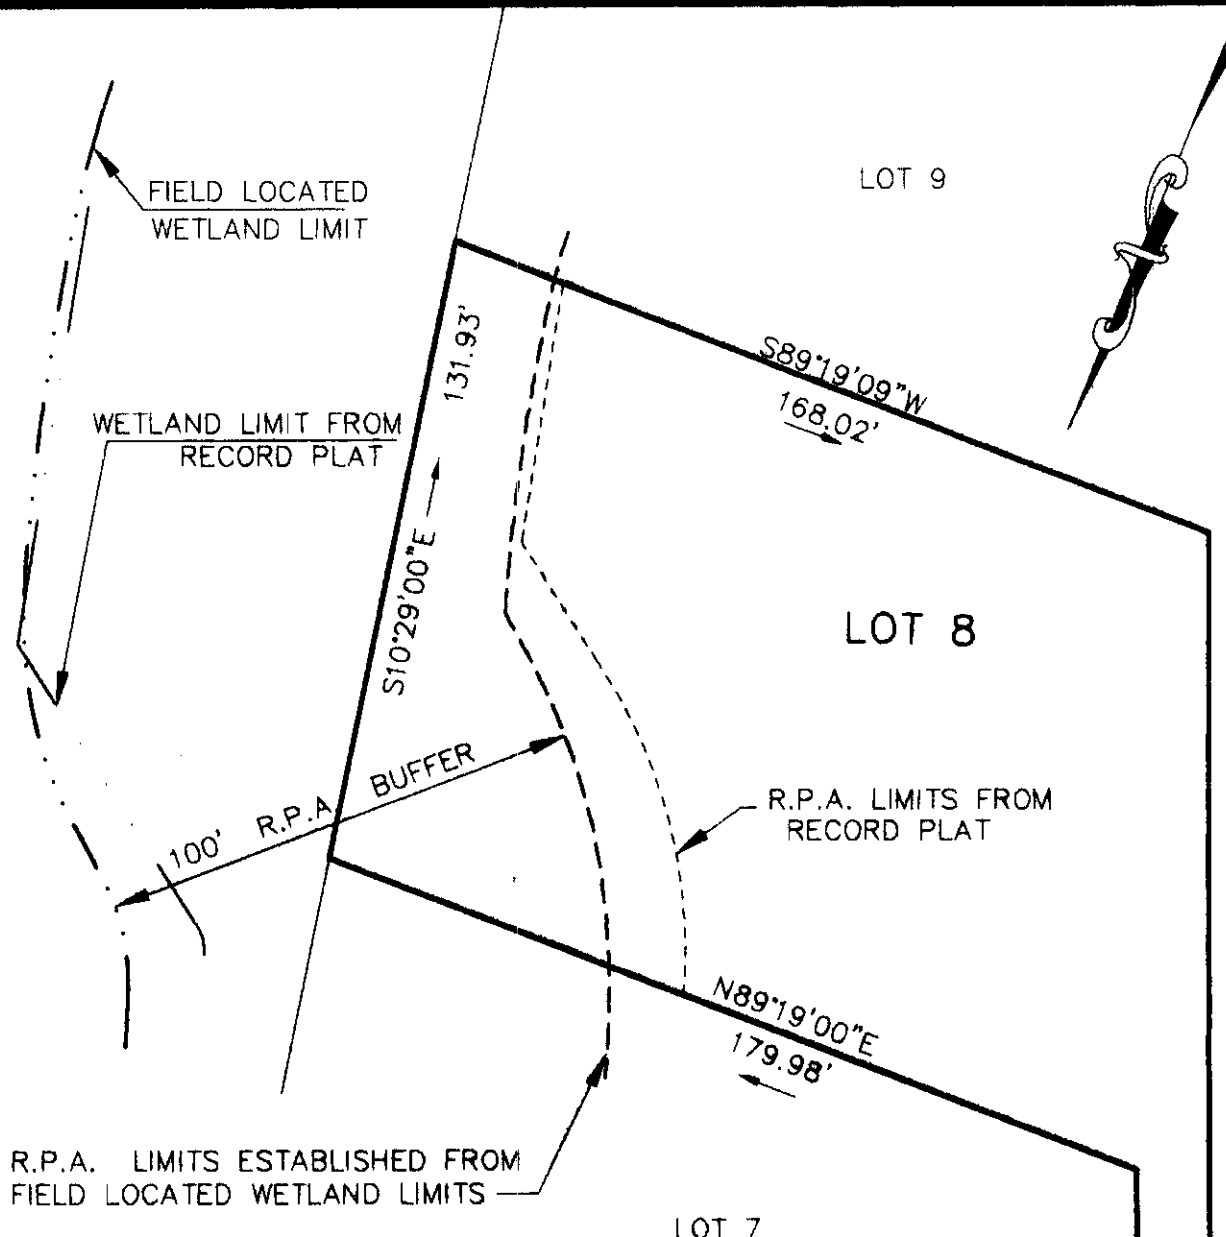 LOT 9
FIELD LOCATED
WETLAND LIMIT
131.93'
S89°19'09"W
168.02'
WETLAND LIMIT FROM
RECORD PLAT
S10°29'00"E
LOT 8
100' R.P.A BUFFER
R.P.A. LIMITS FROM
RECORD PLAT
N89°19'00"E
179.98'
R.P.A. LIMITS ESTABLISHED FROM
FIELD LOCATED WETLAND LIMITS
LOT 7